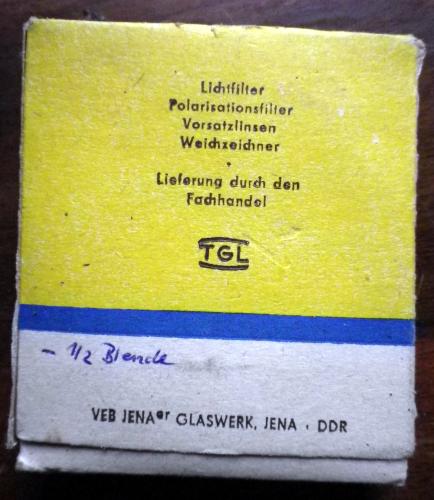 Lichtfilter
Polarisationsfilter
Vorsatzlinsen
Weichzeichner
•
Lieferung durch den
Fachhandel
TGL
- 1/2 Blende
VEB JENAer GLASWERK, JENA · DDR